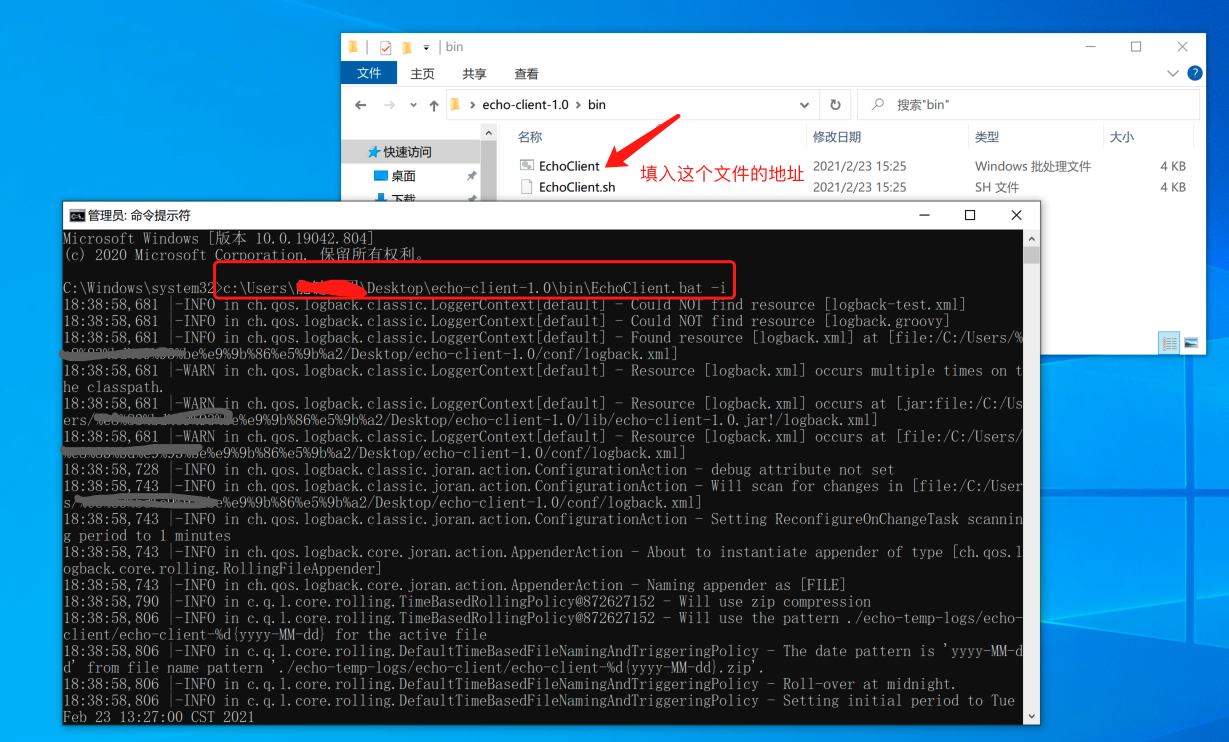 bin
文件 主页 共享 查看
echo-client-1.0 bin
搜索"bin"
名称 修改日期 类型 大小
快速访问
EchoClient 2021/2/23 15:25 Windows 批处理文件 4 KB
桌面
填入这个文件的地址
EchoClient.sh 2021/2/23 15:25 SH 文件 4 KB
下载
管理员: 命令提示符
Microsoft Windows [版本 10.0.19042.804]
(c) 2020 Microsoft Corporation. 保留所有权利。
C:\Windows\system32>c:\Users\ \Desktop\echo-client-1.0\bin\EchoClient.bat -i
18:38:58,681 |-INFO in ch.qos.logback.classic.LoggerContext[default] - Could NOT find resource [logback-test.xml]
18:38:58,681 |-INFO in ch.qos.logback.classic.LoggerContext[default] - Could NOT find resource [logback.groovy]
18:38:58,681 |-INFO in ch.qos.logback.classic.LoggerContext[default] - Found resource [logback.xml] at [file:/C:/Users/%
be%e9%9b%86%e5%9b%a2/Desktop/echo-client-1.0/conf/logback.xml]
18:38:58,681 |-WARN in ch.qos.logback.classic.LoggerContext[default] - Resource [logback.xml] occurs multiple times on t
he classpath.
18:38:58,681 |-WARN in ch.qos.logback.classic.LoggerContext[default] - Resource [logback.xml] occurs at [jar:file:/C:/Us
ers/ e%e9%9b%86%e5%9b%a2/Desktop/echo-client-1.0/lib/echo-client-1.0.jar!/logback.xml]
18:38:58,681 |-WARN in ch.qos.logback.classic.LoggerContext[default] - Resource [logback.xml] occurs at [file:/C:/Users/
%e9%9b%86%e5%9b%a2/Desktop/echo-client-1.0/conf/logback.xml]
18:38:58,728 |-INFO in ch.qos.logback.classic.joran.action.ConfigurationAction - debug attribute not set
18:38:58,743 |-INFO in ch.qos.logback.classic.joran.action.ConfigurationAction - Will scan for changes in [file:/C:/User
s/ e%e9%9b%86%e5%9b%a2/Desktop/echo-client-1.0/conf/logback.xml]
18:38:58,743 |-INFO in ch.qos.logback.classic.joran.action.ConfigurationAction - Setting ReconfigureOnChangeTask scannin
g period to 1 minutes
18:38:58,743 |-INFO in ch.qos.logback.core.joran.action.AppenderAction - About to instantiate appender of type [ch.qos.l
ogback.core.rolling.RollingFileAppender]
18:38:58,743 |-INFO in ch.qos.logback.core.joran.action.AppenderAction - Naming appender as [FILE]
18:38:58,790 |-INFO in c.q.l.core.rolling.TimeBasedRollingPolicy@872627152 - Will use zip compression
18:38:58,806 |-INFO in c.q.l.core.rolling.TimeBasedRollingPolicy@872627152 - Will use the pattern ./echo-temp-logs/echo-
client/echo-client-%d{yyyy-MM-dd} for the active file
18:38:58,806 |-INFO in c.q.l.core.rolling.DefaultTimeBasedFileNamingAndTriggeringPolicy - The date pattern is 'yyyy-MM-d
d' from file name pattern './echo-temp-logs/echo-client/echo-client-%d{yyyy-MM-dd}.zip'.
18:38:58,806 |-INFO in c.q.l.core.rolling.DefaultTimeBasedFileNamingAndTriggeringPolicy - Roll-over at midnight.
18:38:58,806 |-INFO in c.q.l.core.rolling.DefaultTimeBasedFileNamingAndTriggeringPolicy - Setting initial period to Tue
Feb 23 13:27:00 CST 2021